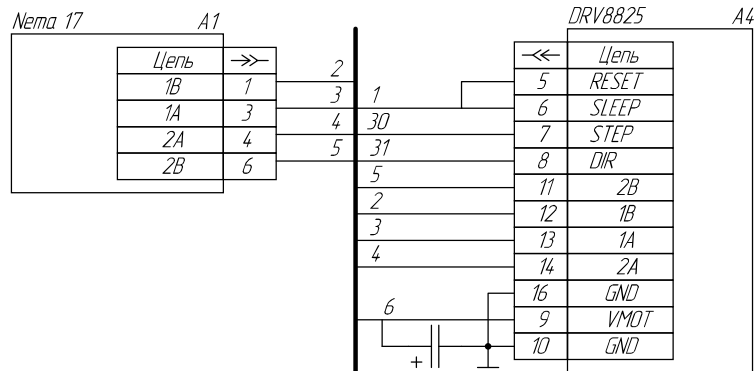 Nema 17 A1
Цепь
1B 1
1A 3
2A 4
2B 6
2
3
4
5
1
30
31
5
2
3
4
6
+
DRV8825 A4
Цепь
5 RESET
6 SLEEP
7 STEP
8 DIR
11 2B
12 1B
13 1A
14 2A
16 GND
9 VMOT
10 GND